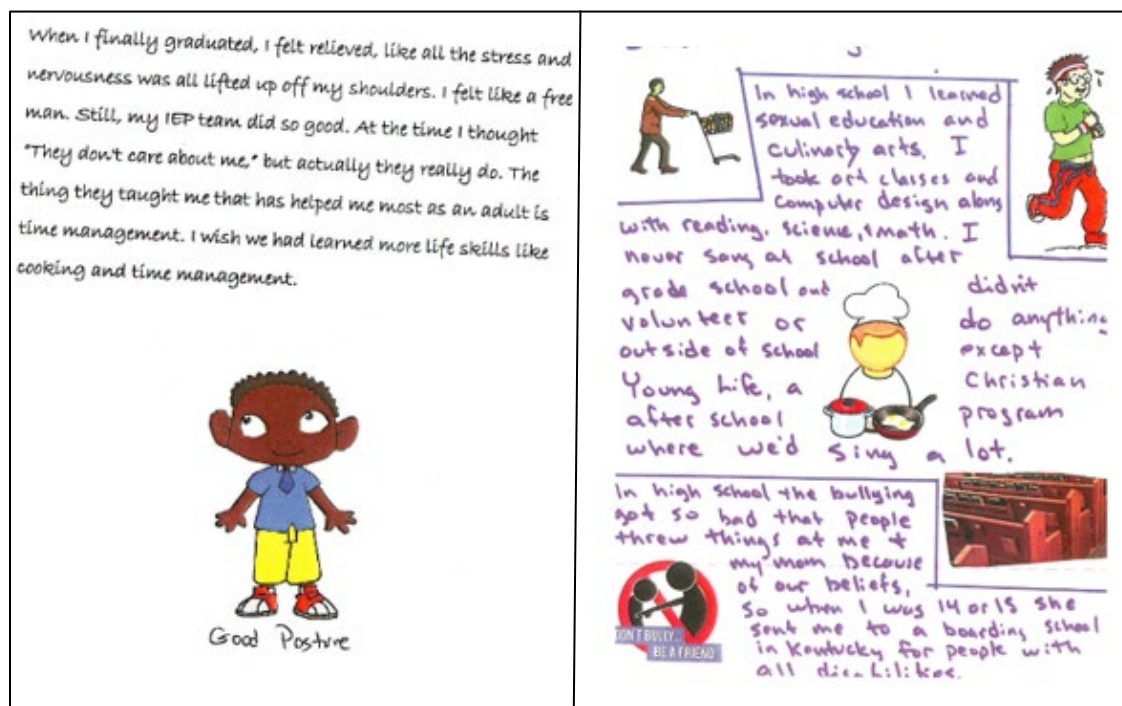 When I finally graduated, I felt relieved, like all the stress and
nervousness was all lifted up off my shoulders. I felt like a free
man. Still, my IEP team did so good. At the time I thought
"They don't care about me," but actually they really do. The
thing they taught me that has helped me most as an adult is
time management. I wish we had learned more life skills like
cooking and time management.
Good Posture
In high school I learned
sexual education and
culinary arts. I
took art classes and
computer design along
with reading, science, + math. I
never sang at school after
grade school and didn't
volunteer or do anything
outside of school except
Young Life, a Christian
after school program
where we'd sing a lot.
In high school the bullying
got so bad that people
threw things at me +
my mom because
of our beliefs,
so when I was 14 or 15 she
sent me to a boarding school
in Kentucky for people with
all disabilities.
DON'T BULLY...
BE A FRIEND